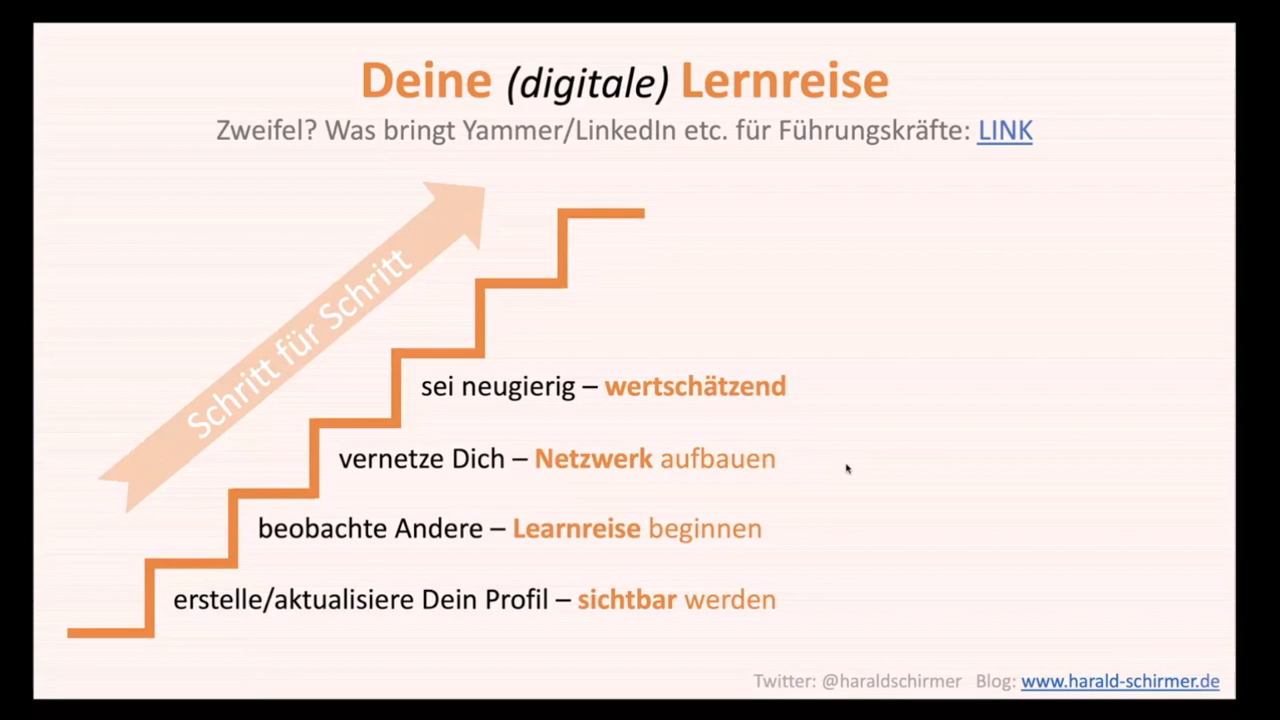 Deine (digitale) Lernreise
Zweifel? Was bringt Yammer/LinkedIn etc. für Führungskräfte: LINK
Schritt für Schritt
sei neugierig – wertschätzend
vernetze Dich – Netzwerk aufbauen
beobachte Andere – Learnreise beginnen
erstelle/aktualisiere Dein Profil – sichtbar werden
Twitter: @haraldschirmer Blog: www.harald-schirmer.de